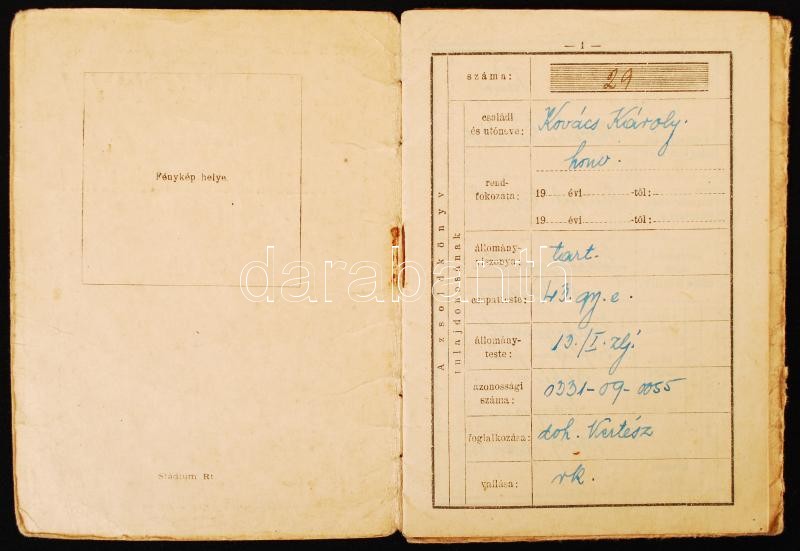 Fénykép helye.
Stádium Rt
— 1 —
A zsoldkönyv
tulajdonosának
száma: 29
családi
és utóneve: Kovács Károly.
honv.
rend-
fokozata: 19 évi -tól:
19 évi -tól:
állomány-
viszonya: tart.
csapatteste: 43. gy. e.
állomány-
teste: 13./I. zlj.
azonossági
száma: 0331-09-0055
foglalkozása: doh. Kertész
vallása: rk.
darabanth